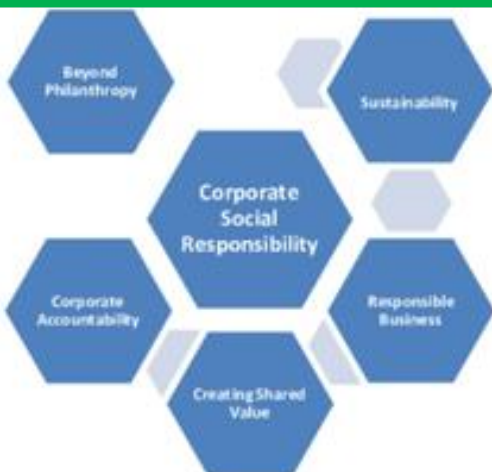 Beyond
Philanthropy
Sustainability
Corporate
Social
Responsibility
Corporate
Accountability
Responsible
Business
Creating Shared
Value